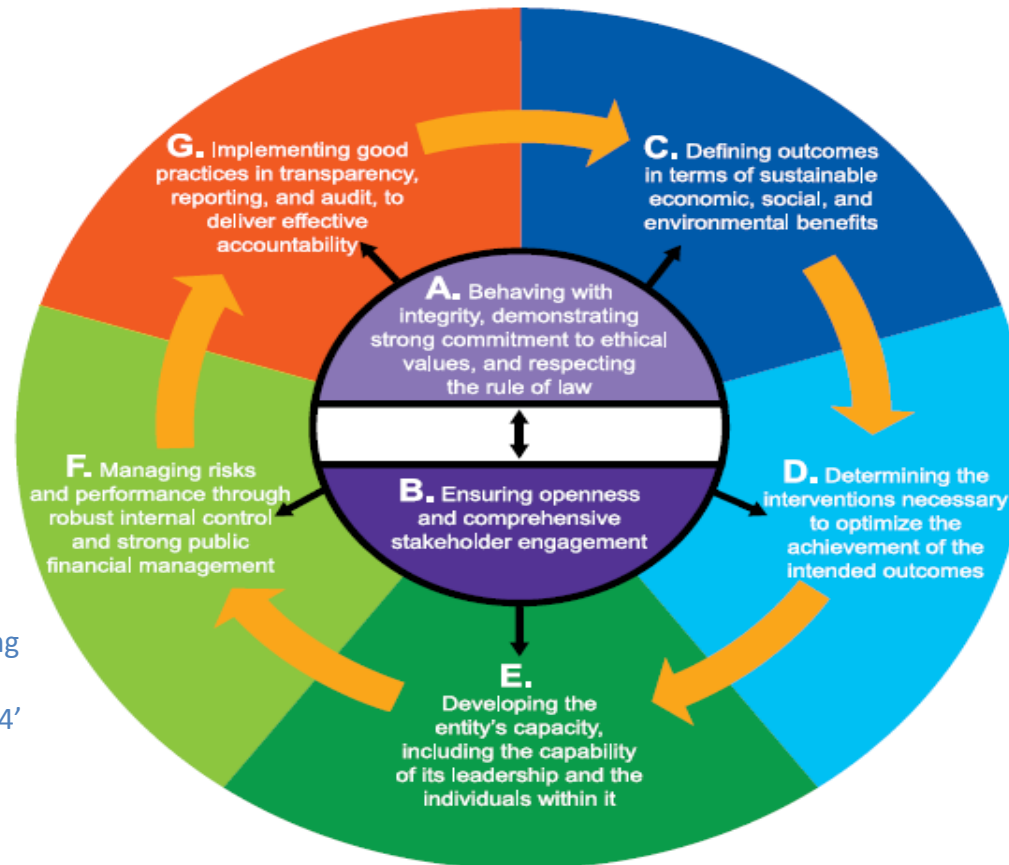 G. Implementing good
practices in transparency,
reporting, and audit, to
deliver effective
accountability
C. Defining outcomes
in terms of sustainable
economic, social, and
environmental benefits
A. Behaving with
integrity, demonstrating
strong commitment to ethical
values, and respecting
the rule of law
B. Ensuring openness
and comprehensive
stakeholder engagement
D. Determining the
interventions necessary
to optimize the
achievement of the
intended outcomes
E.
Developing the
entity's capacity,
including the capability
of its leadership and the
individuals within it
F. Managing risks
and performance through
robust internal control
and strong public
financial management
ng
4’